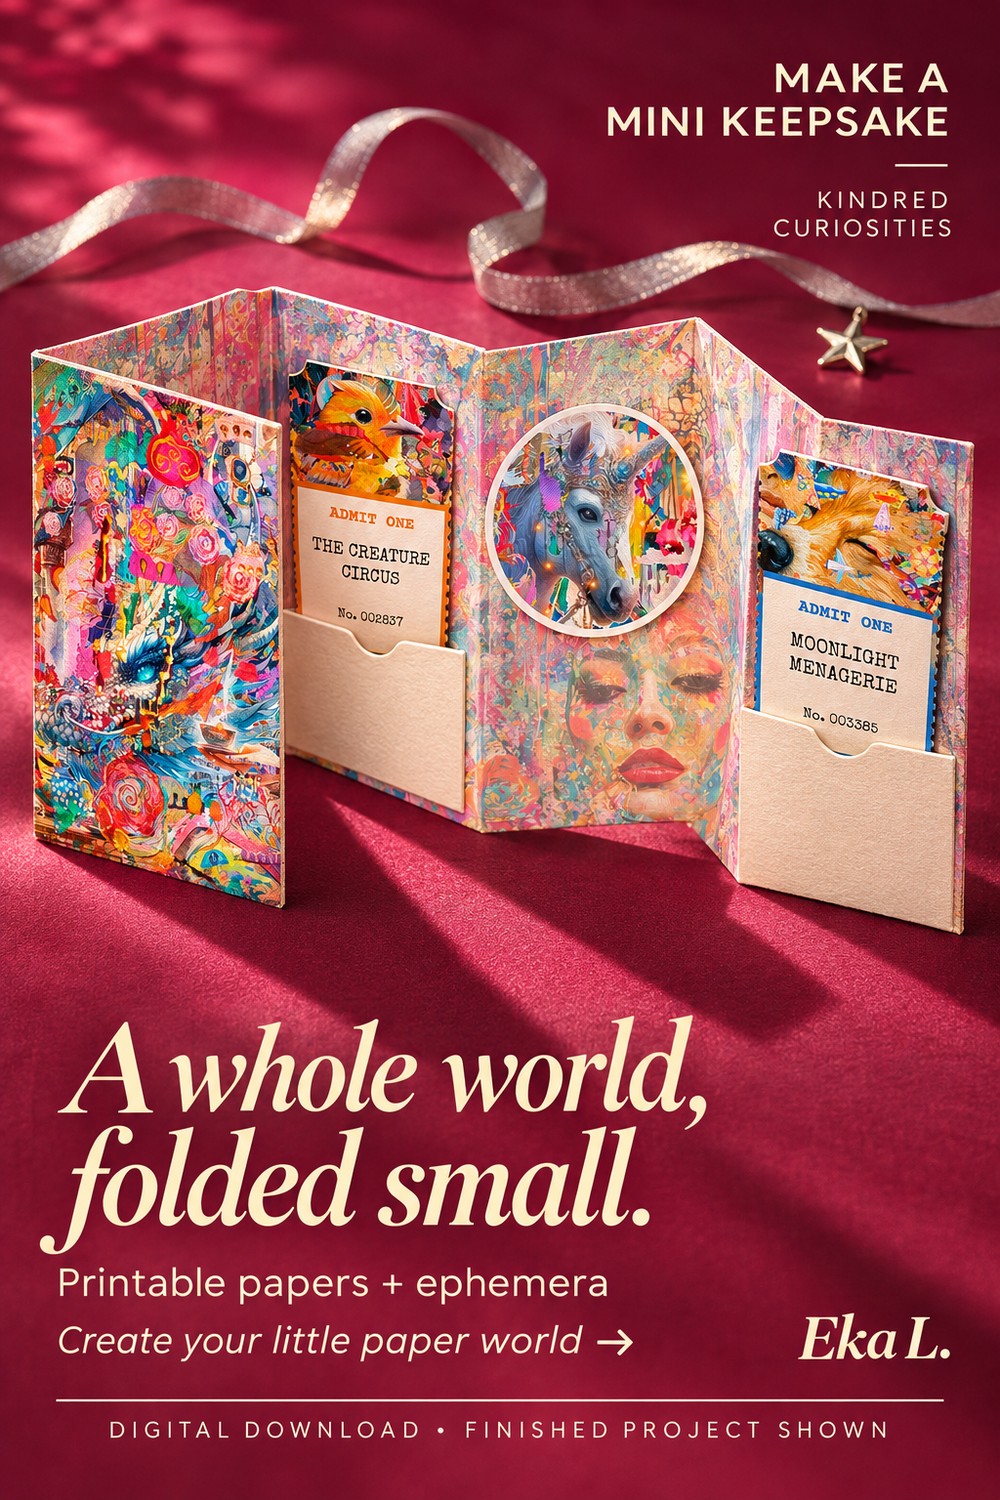 MAKE A
MINI KEEPSAKE
KINDRED
CURIOSITIES
ADMIT ONE
THE CREATURE
CIRCUS
No. 002837
ADMIT ONE
MOONLIGHT
MENAGERIE
No. 003385
A whole world,
folded small.
Printable papers + ephemera
Create your little paper world →
Eka L.
DIGITAL DOWNLOAD • FINISHED PROJECT SHOWN